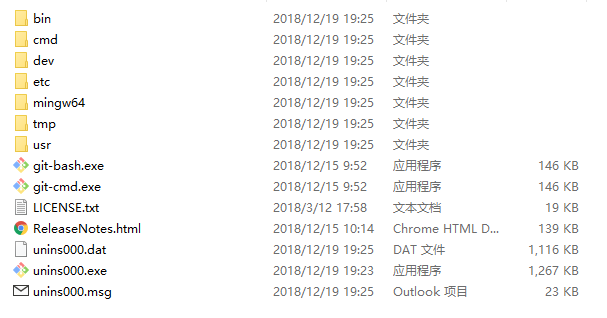 bin 2018/12/19 19:25 文件夹
cmd 2018/12/19 19:25 文件夹
dev 2018/12/19 19:25 文件夹
etc 2018/12/19 19:25 文件夹
mingw64 2018/12/19 19:25 文件夹
tmp 2018/12/19 19:25 文件夹
usr 2018/12/19 19:25 文件夹
git-bash.exe 2018/12/15 9:52 应用程序 146 KB
git-cmd.exe 2018/12/15 9:52 应用程序 146 KB
LICENSE.txt 2018/3/12 17:58 文本文档 19 KB
ReleaseNotes.html 2018/12/15 10:14 Chrome HTML D... 139 KB
unins000.dat 2018/12/19 19:25 DAT 文件 1,116 KB
unins000.exe 2018/12/19 19:23 应用程序 1,267 KB
unins000.msg 2018/12/19 19:25 Outlook 项目 23 KB